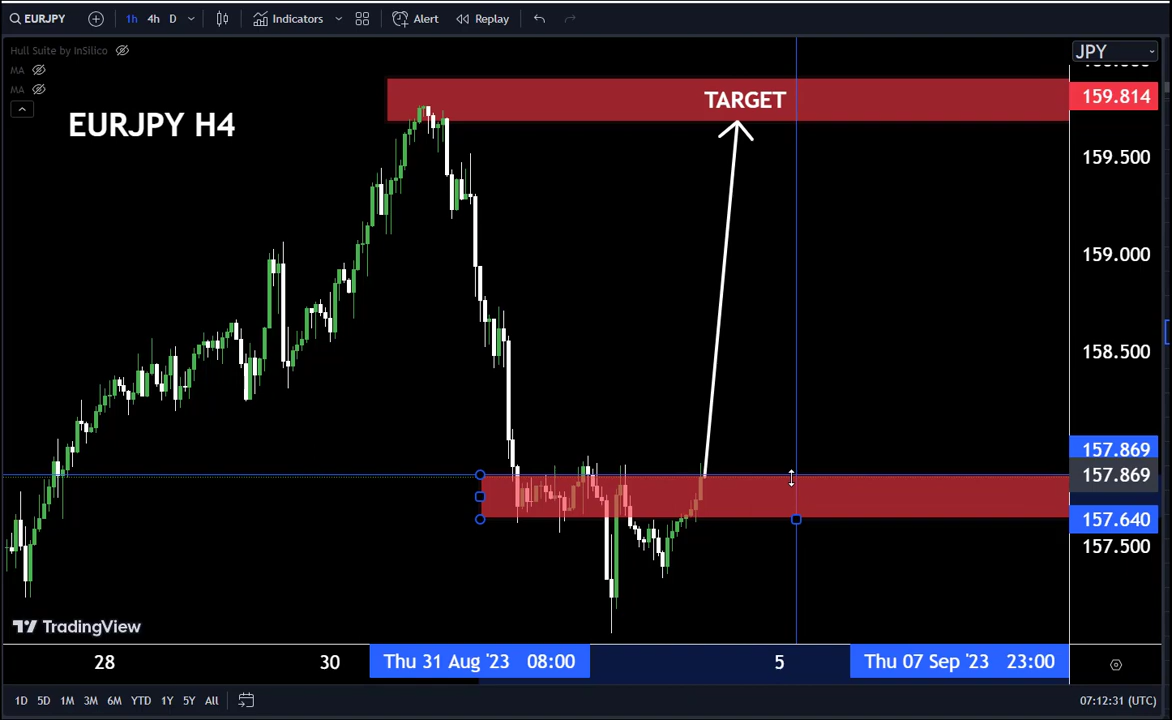 EURJPY 1h 4h D Indicators Alert Replay
Hull Suite by InSilico
MA
MA
JPY
TARGET
159.814
EURJPY H4
159.500
159.000
158.500
157.869
157.869
157.640
157.500
TradingView
28 30 Thu 31 Aug '23 08:00 5 Thu 07 Sep '23 23:00
1D 5D 1M 3M 6M YTD 1Y 5Y All 07:12:31 (UTC)